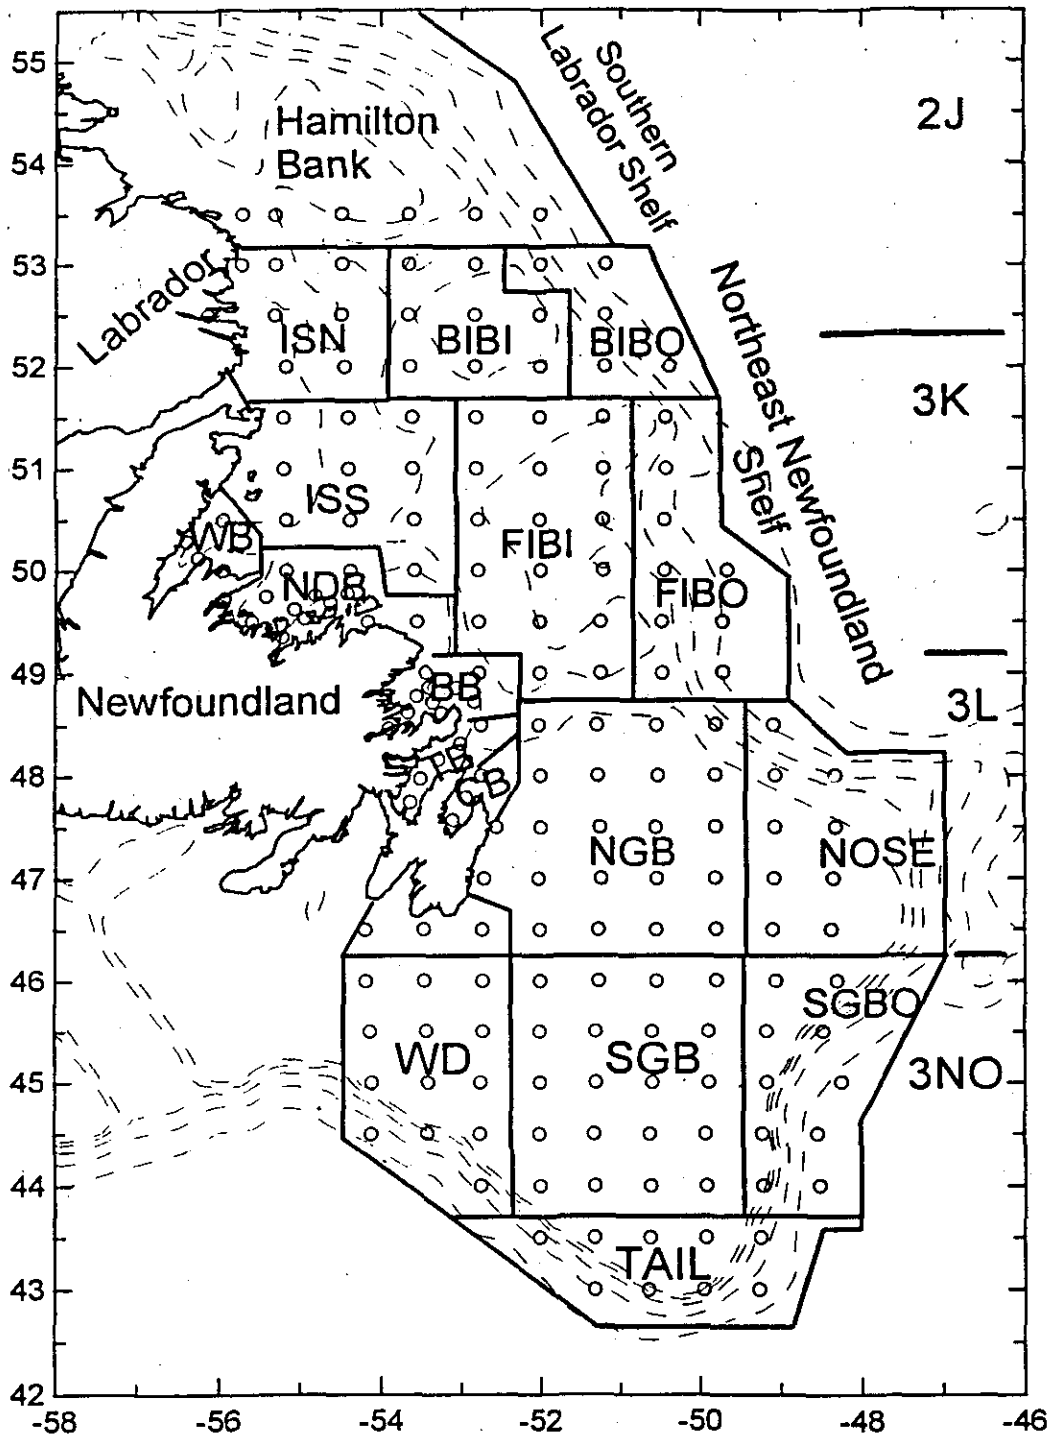 55
54
53
52
51
50
49
48
47
46
45
44
43
42
-58
-56
-54
-52
-50
-48
-46
Hamilton
Bank
Southern
Labrador Shelf
2J
Labrador
ISN
BIBI
BIBO
Northeast Newfoundland
Shelf
3K
ISS
WB
FIBI
NDB
FIBO
Newfoundland
BB
3L
TB
CB
NGB
NOSE
SGBO
WD
SGB
3NO
TAIL